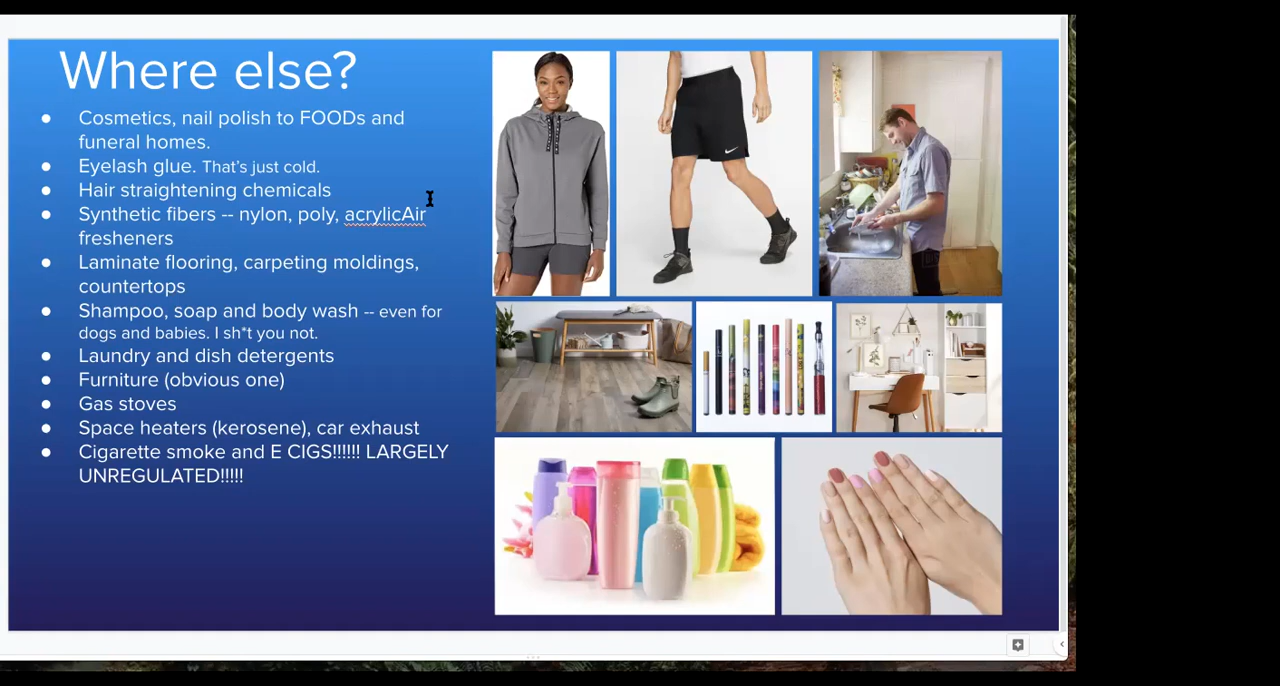 Where else?
● Cosmetics, nail polish to FOODs and
funeral homes.
● Eyelash glue. That's just cold.
● Hair straightening chemicals
● Synthetic fibers -- nylon, poly, acrylicAir
fresheners
● Laminate flooring, carpeting moldings,
countertops
● Shampoo, soap and body wash -- even for
dogs and babies. I sh*t you not.
● Laundry and dish detergents
● Furniture (obvious one)
● Gas stoves
● Space heaters (kerosene), car exhaust
● Cigarette smoke and E CIGS!!!!!! LARGELY
UNREGULATED!!!!!